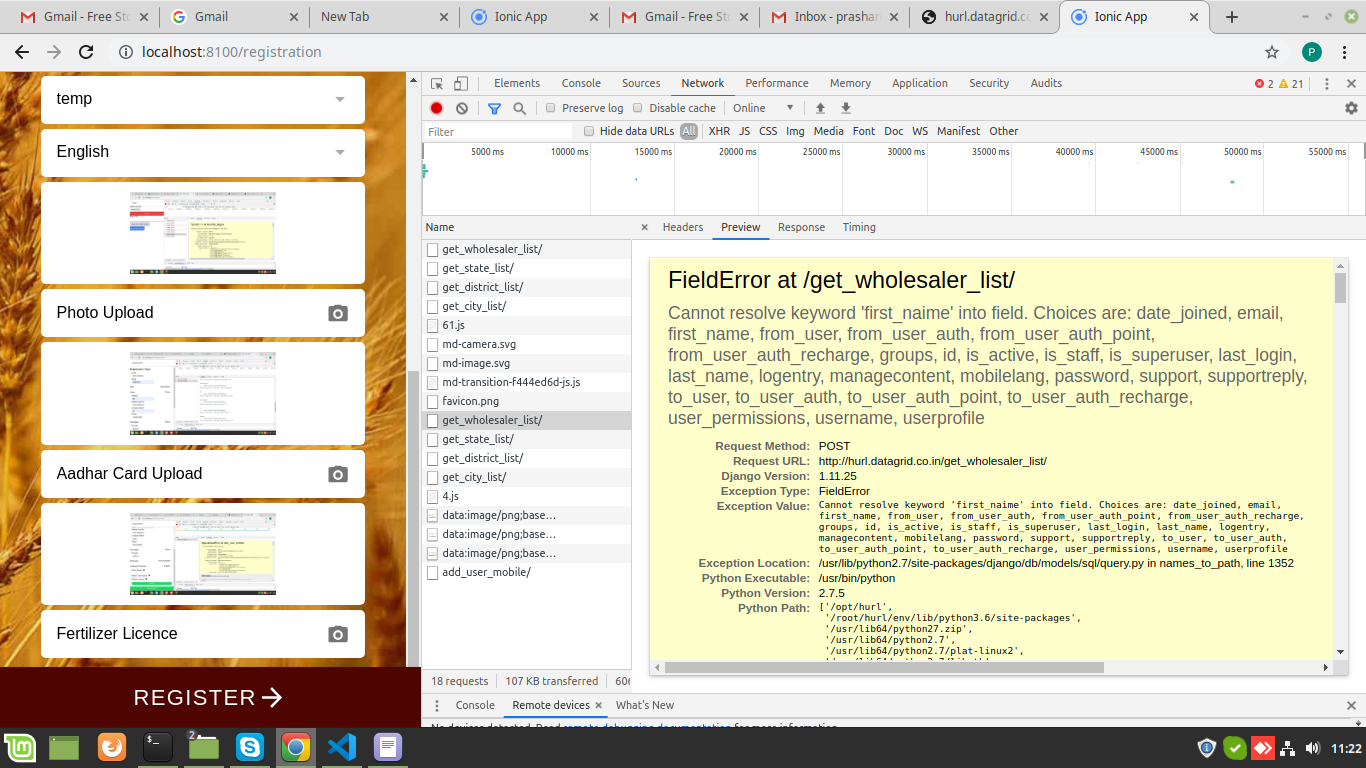 Gmail - Free Sto
Gmail
New Tab
Ionic App
Gmail - Free Sto
Inbox - prashan
hurl.datagrid.co
Ionic App
localhost:8100/registration
P
temp
English
Photo Upload
Aadhar Card Upload
Fertilizer Licence
REGISTER
Elements Console Sources Network Performance Memory Application Security Audits 2 21
Preserve log Disable cache Online
Filter Hide data URLs All XHR JS CSS Img Media Font Doc WS Manifest Other
5000 ms 10000 ms 15000 ms 20000 ms 25000 ms 30000 ms 35000 ms 40000 ms 45000 ms 50000 ms 55000 ms
Name
get_wholesaler_list/
get_state_list/
get_district_list/
get_city_list/
61.js
md-camera.svg
md-image.svg
md-transition-f444ed6d-js.js
favicon.png
get_wholesaler_list/
get_state_list/
get_district_list/
get_city_list/
4.js
data:image/png;base…
data:image/png;base…
data:image/png;base…
add_user_mobile/
18 requests 107 KB transferred 606
Headers Preview Response Timing
FieldError at /get_wholesaler_list/
Cannot resolve keyword 'first_naime' into field. Choices are: date_joined, email,
first_name, from_user, from_user_auth, from_user_auth_point,
from_user_auth_recharge, groups, id, is_active, is_staff, is_superuser, last_login,
last_name, logentry, managecontent, mobilelang, password, support, supportreply,
to_user, to_user_auth, to_user_auth_point, to_user_auth_recharge,
user_permissions, username, userprofile
Request Method: POST
Request URL: http://hurl.datagrid.co.in/get_wholesaler_list/
Django Version: 1.11.25
Exception Type: FieldError
Exception Value: Cannot resolve keyword 'first_naime' into field. Choices are: date_joined, email,
first_name, from_user, from_user_auth, from_user_auth_point, from_user_auth_recharge,
groups, id, is_active, is_staff, is_superuser, last_login, last_name, logentry,
managecontent, mobilelang, password, support, supportreply, to_user, to_user_auth,
to_user_auth_point, to_user_auth_recharge, user_permissions, username, userprofile
Exception Location: /usr/lib/python2.7/site-packages/django/db/models/sql/query.py in names_to_path, line 1352
Python Executable: /usr/bin/python
Python Version: 2.7.5
Python Path: ['/opt/hurl',
'/root/hurl/env/lib/python3.6/site-packages',
'/usr/lib64/python27.zip',
'/usr/lib64/python2.7',
'/usr/lib64/python2.7/plat-linux2',
Console Remote devices What's New
No devices detected. Read remote debugging documentation for more information.
2
11:22